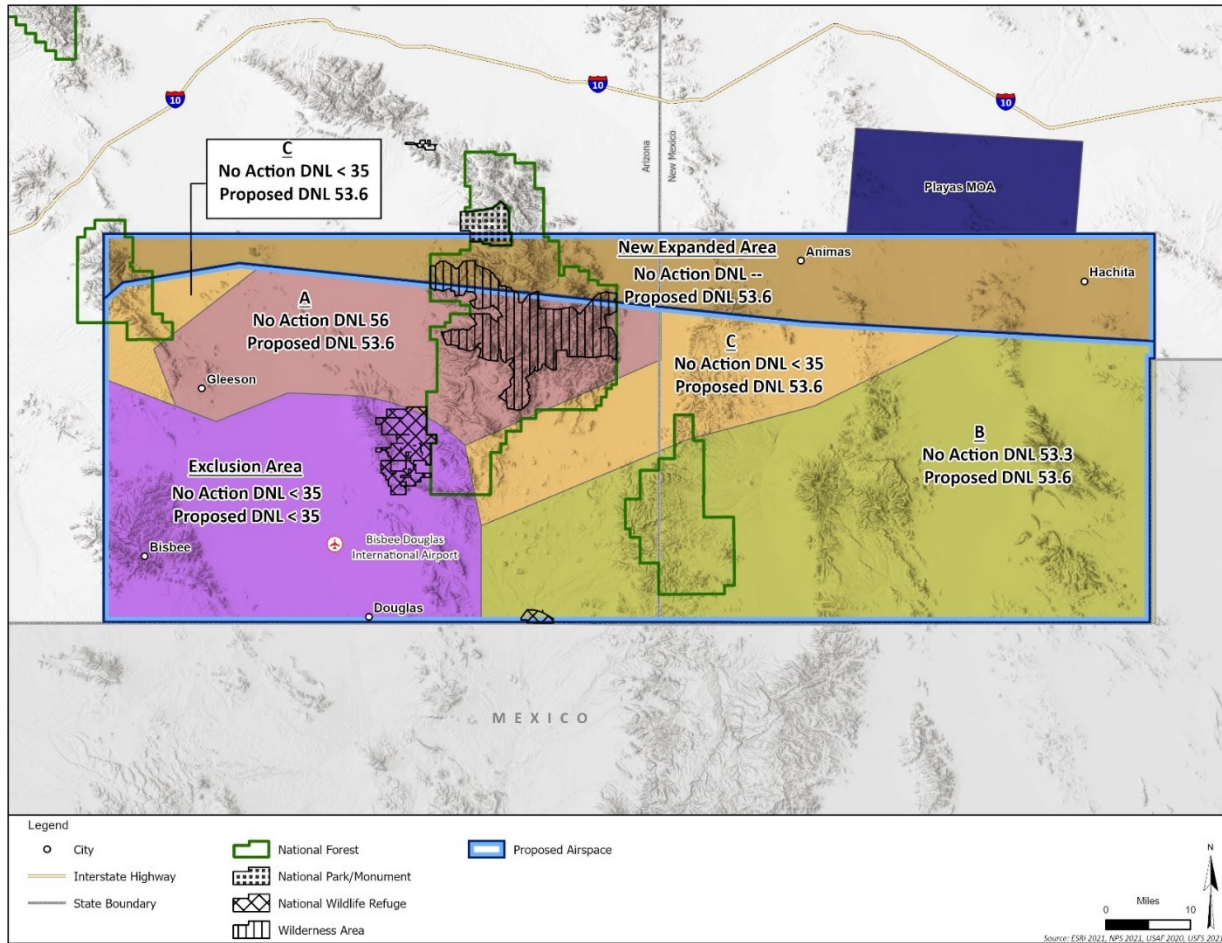 10
10
10
Arizona
New Mexico
Playas MOA
C
No Action DNL < 35
Proposed DNL 53.6
New Expanded Area
No Action DNL --
Proposed DNL 53.6
Animas
Hachita
A
No Action DNL 56
Proposed DNL 53.6
Gleeson
C
No Action DNL < 35
Proposed DNL 53.6
B
No Action DNL 53.3
Proposed DNL 53.6
Exclusion Area
No Action DNL < 35
Proposed DNL < 35
Bisbee
Bisbee Douglas
International Airport
Douglas
MEXICO
Legend
City
Interstate Highway
State Boundary
National Forest
National Park/Monument
National Wildlife Refuge
Wilderness Area
Proposed Airspace
N
Miles
0 10
Source: ESRI 2021, NPS 2021, USAF 2020, USFS 2021